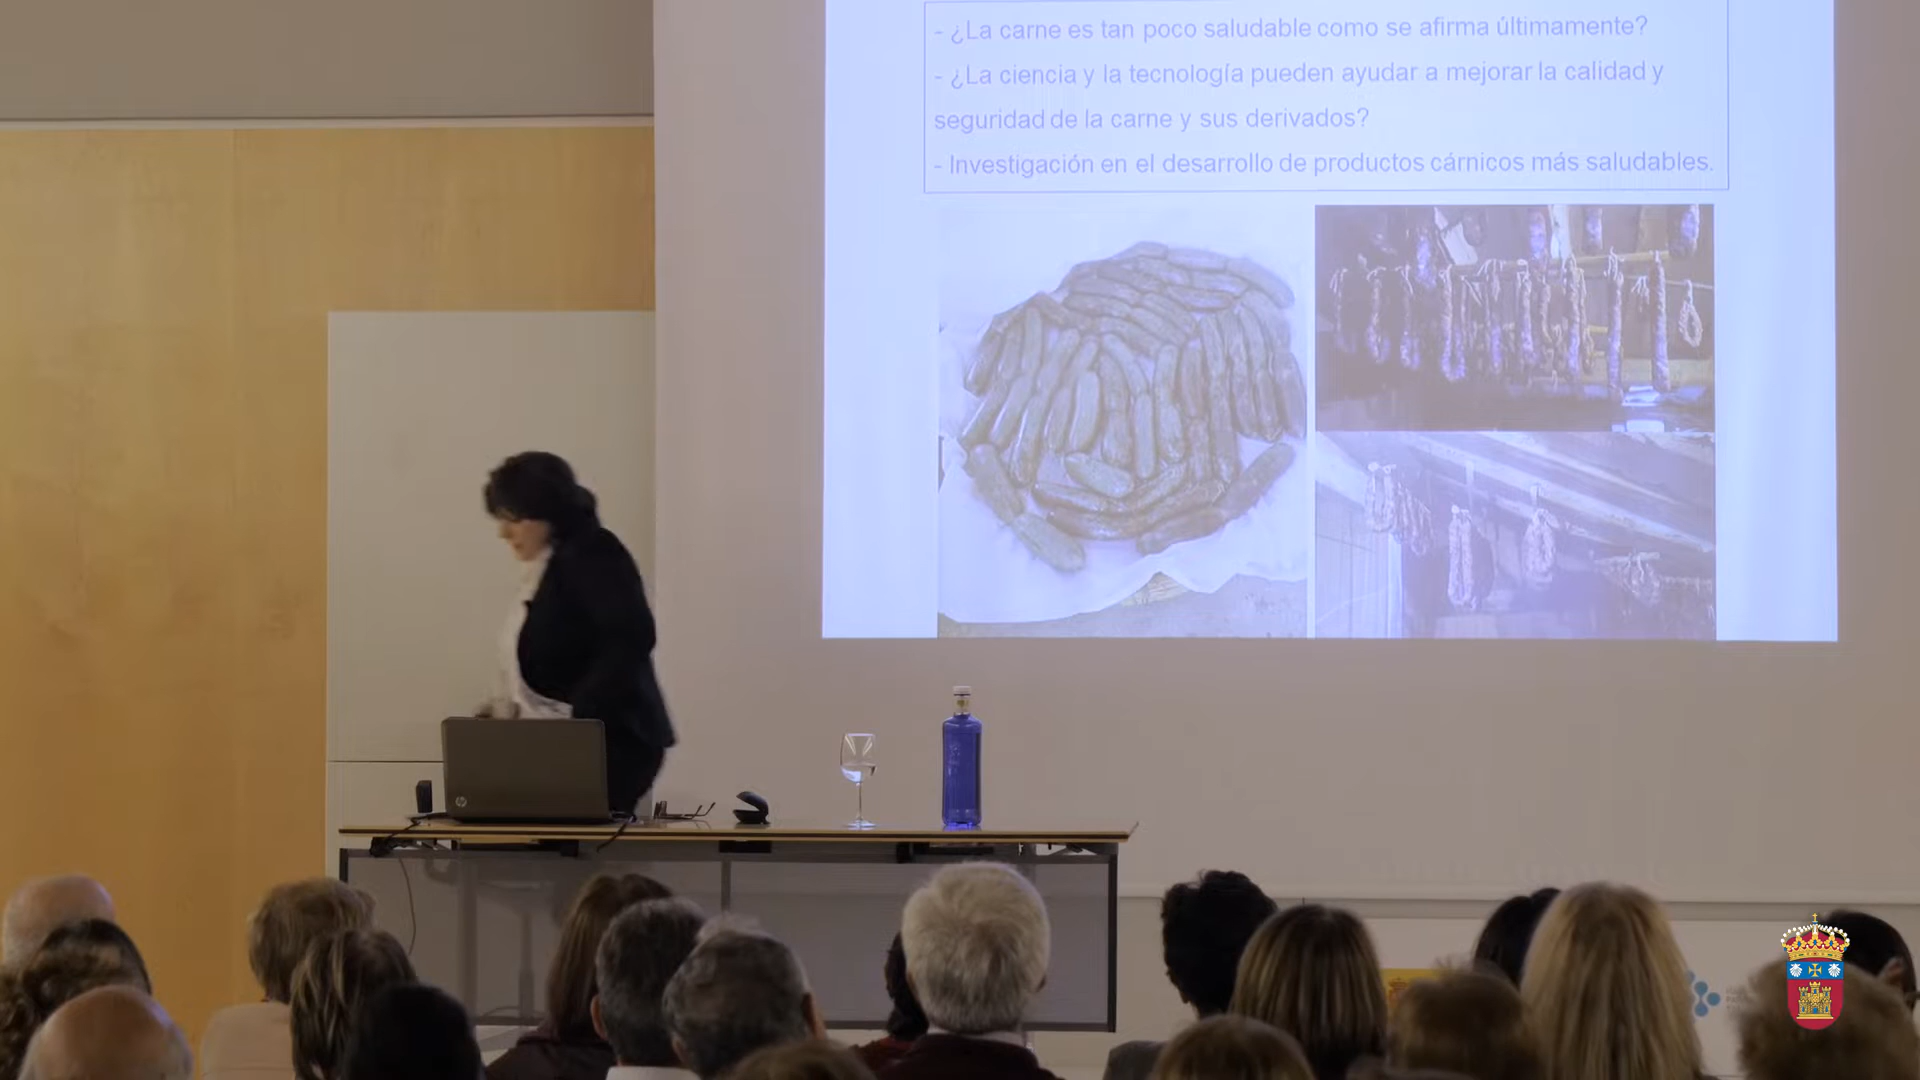 - ¿La carne es tan poco saludable como se afirma últimamente?
- ¿La ciencia y la tecnología pueden ayudar a mejorar la calidad y
seguridad de la carne y sus derivados?
- Investigación en el desarrollo de productos cárnicos más saludables.
hp